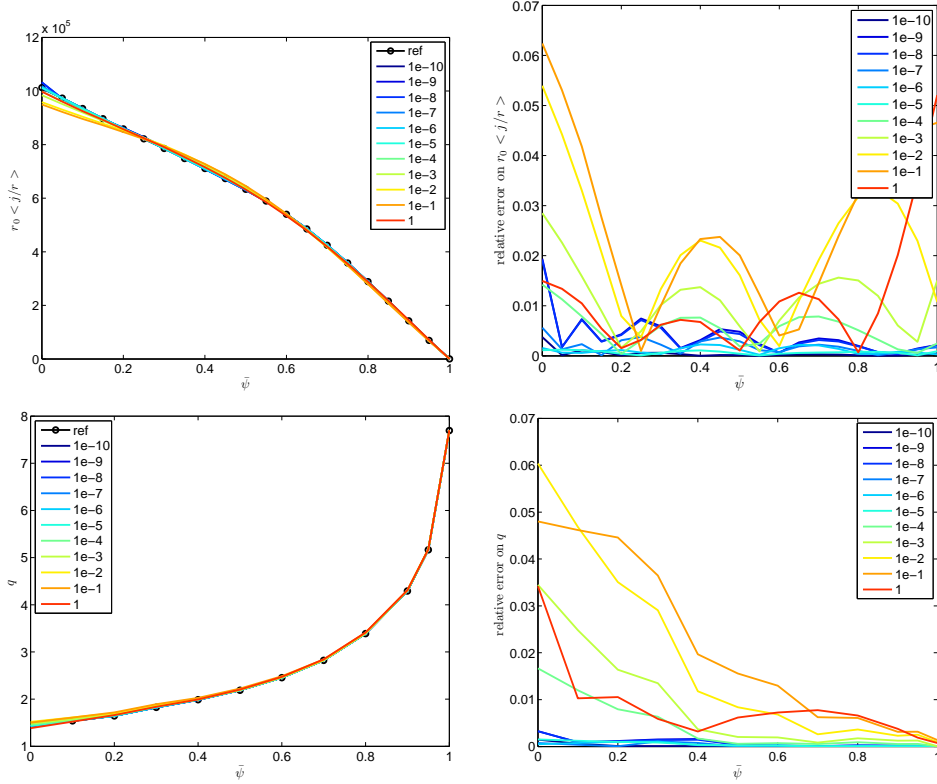 x 10⁵
12
10
8
6
4
2
0
0 0.2 0.4 0.6 0.8 1
r₀ < j/r >
ψ̄
ref
1e−10
1e−9
1e−8
1e−7
1e−6
1e−5
1e−4
1e−3
1e−2
1e−1
1
0.07
0.06
0.05
0.04
0.03
0.02
0.01
0
0 0.2 0.4 0.6 0.8 1
relative error on r₀ < j/r >
ψ̄
1e−10
1e−9
1e−8
1e−7
1e−6
1e−5
1e−4
1e−3
1e−2
1e−1
1
8
7
6
5
4
3
2
1
0 0.2 0.4 0.6 0.8 1
q
ψ̄
ref
1e−10
1e−9
1e−8
1e−7
1e−6
1e−5
1e−4
1e−3
1e−2
1e−1
1
0.07
0.06
0.05
0.04
0.03
0.02
0.01
0
0 0.2 0.4 0.6 0.8 1
relative error on q
ψ̄
1e−10
1e−9
1e−8
1e−7
1e−6
1e−5
1e−4
1e−3
1e−2
1e−1
1